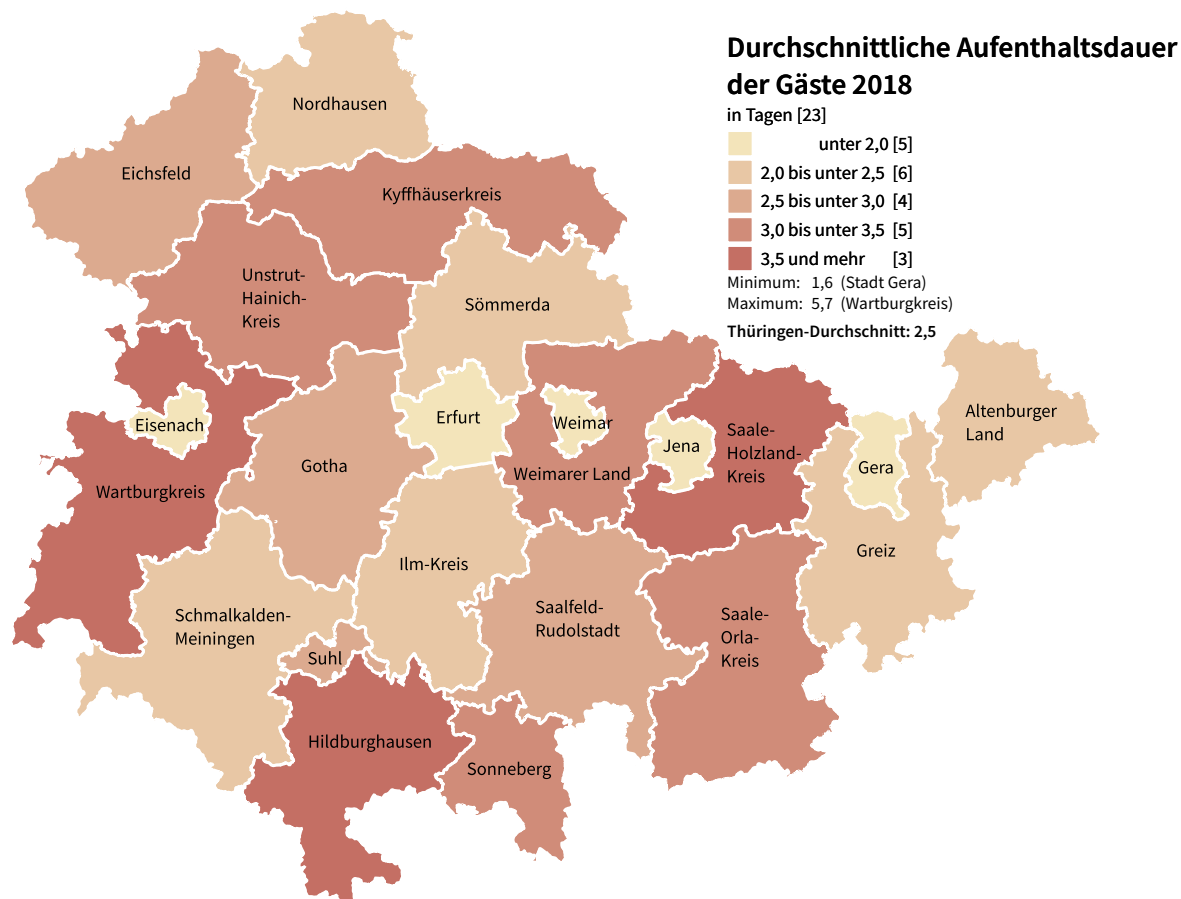 Durchschnittliche Aufenthaltsdauer
der Gäste 2018
in Tagen [23]
unter 2,0 [5]
2,0 bis unter 2,5 [6]
2,5 bis unter 3,0 [4]
3,0 bis unter 3,5 [5]
3,5 und mehr [3]
Minimum: 1,6 (Stadt Gera)
Maximum: 5,7 (Wartburgkreis)
Thüringen-Durchschnitt: 2,5
Nordhausen
Eichsfeld
Kyffhäuserkreis
Unstrut-
Hainich-
Kreis
Sömmerda
Eisenach
Erfurt
Weimar
Jena
Saale-
Holzland-
Kreis
Altenburger
Land
Gotha
Weimarer Land
Gera
Wartburgkreis
Ilm-Kreis
Greiz
Schmalkalden-
Meiningen
Saalfeld-
Rudolstadt
Saale-
Orla-
Kreis
Suhl
Hildburghausen
Sonneberg